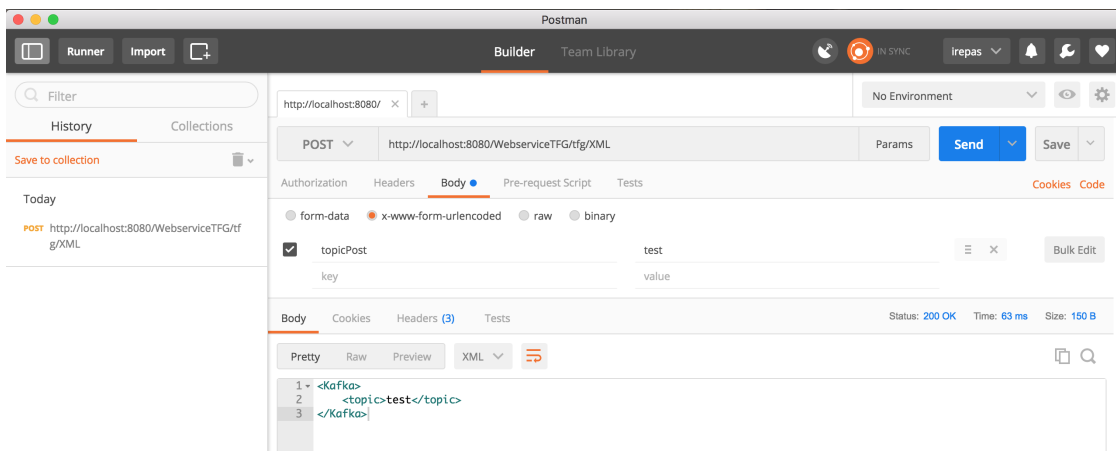 Postman
Runner Import Builder Team Library IN SYNC irepas
Filter
History Collections
Save to collection
Today
POST http://localhost:8080/WebserviceTFG/tf
g/XML
http://localhost:8080/ × + No Environment
POST http://localhost:8080/WebserviceTFG/tfg/XML Params Send Save
Authorization Headers Body Pre-request Script Tests Cookies Code
form-data x-www-form-urlencoded raw binary
topicPost test Bulk Edit
key value
Body Cookies Headers (3) Tests Status: 200 OK Time: 63 ms Size: 150 B
Pretty Raw Preview XML
1 <Kafka>
2 <topic>test</topic>
3 </Kafka>